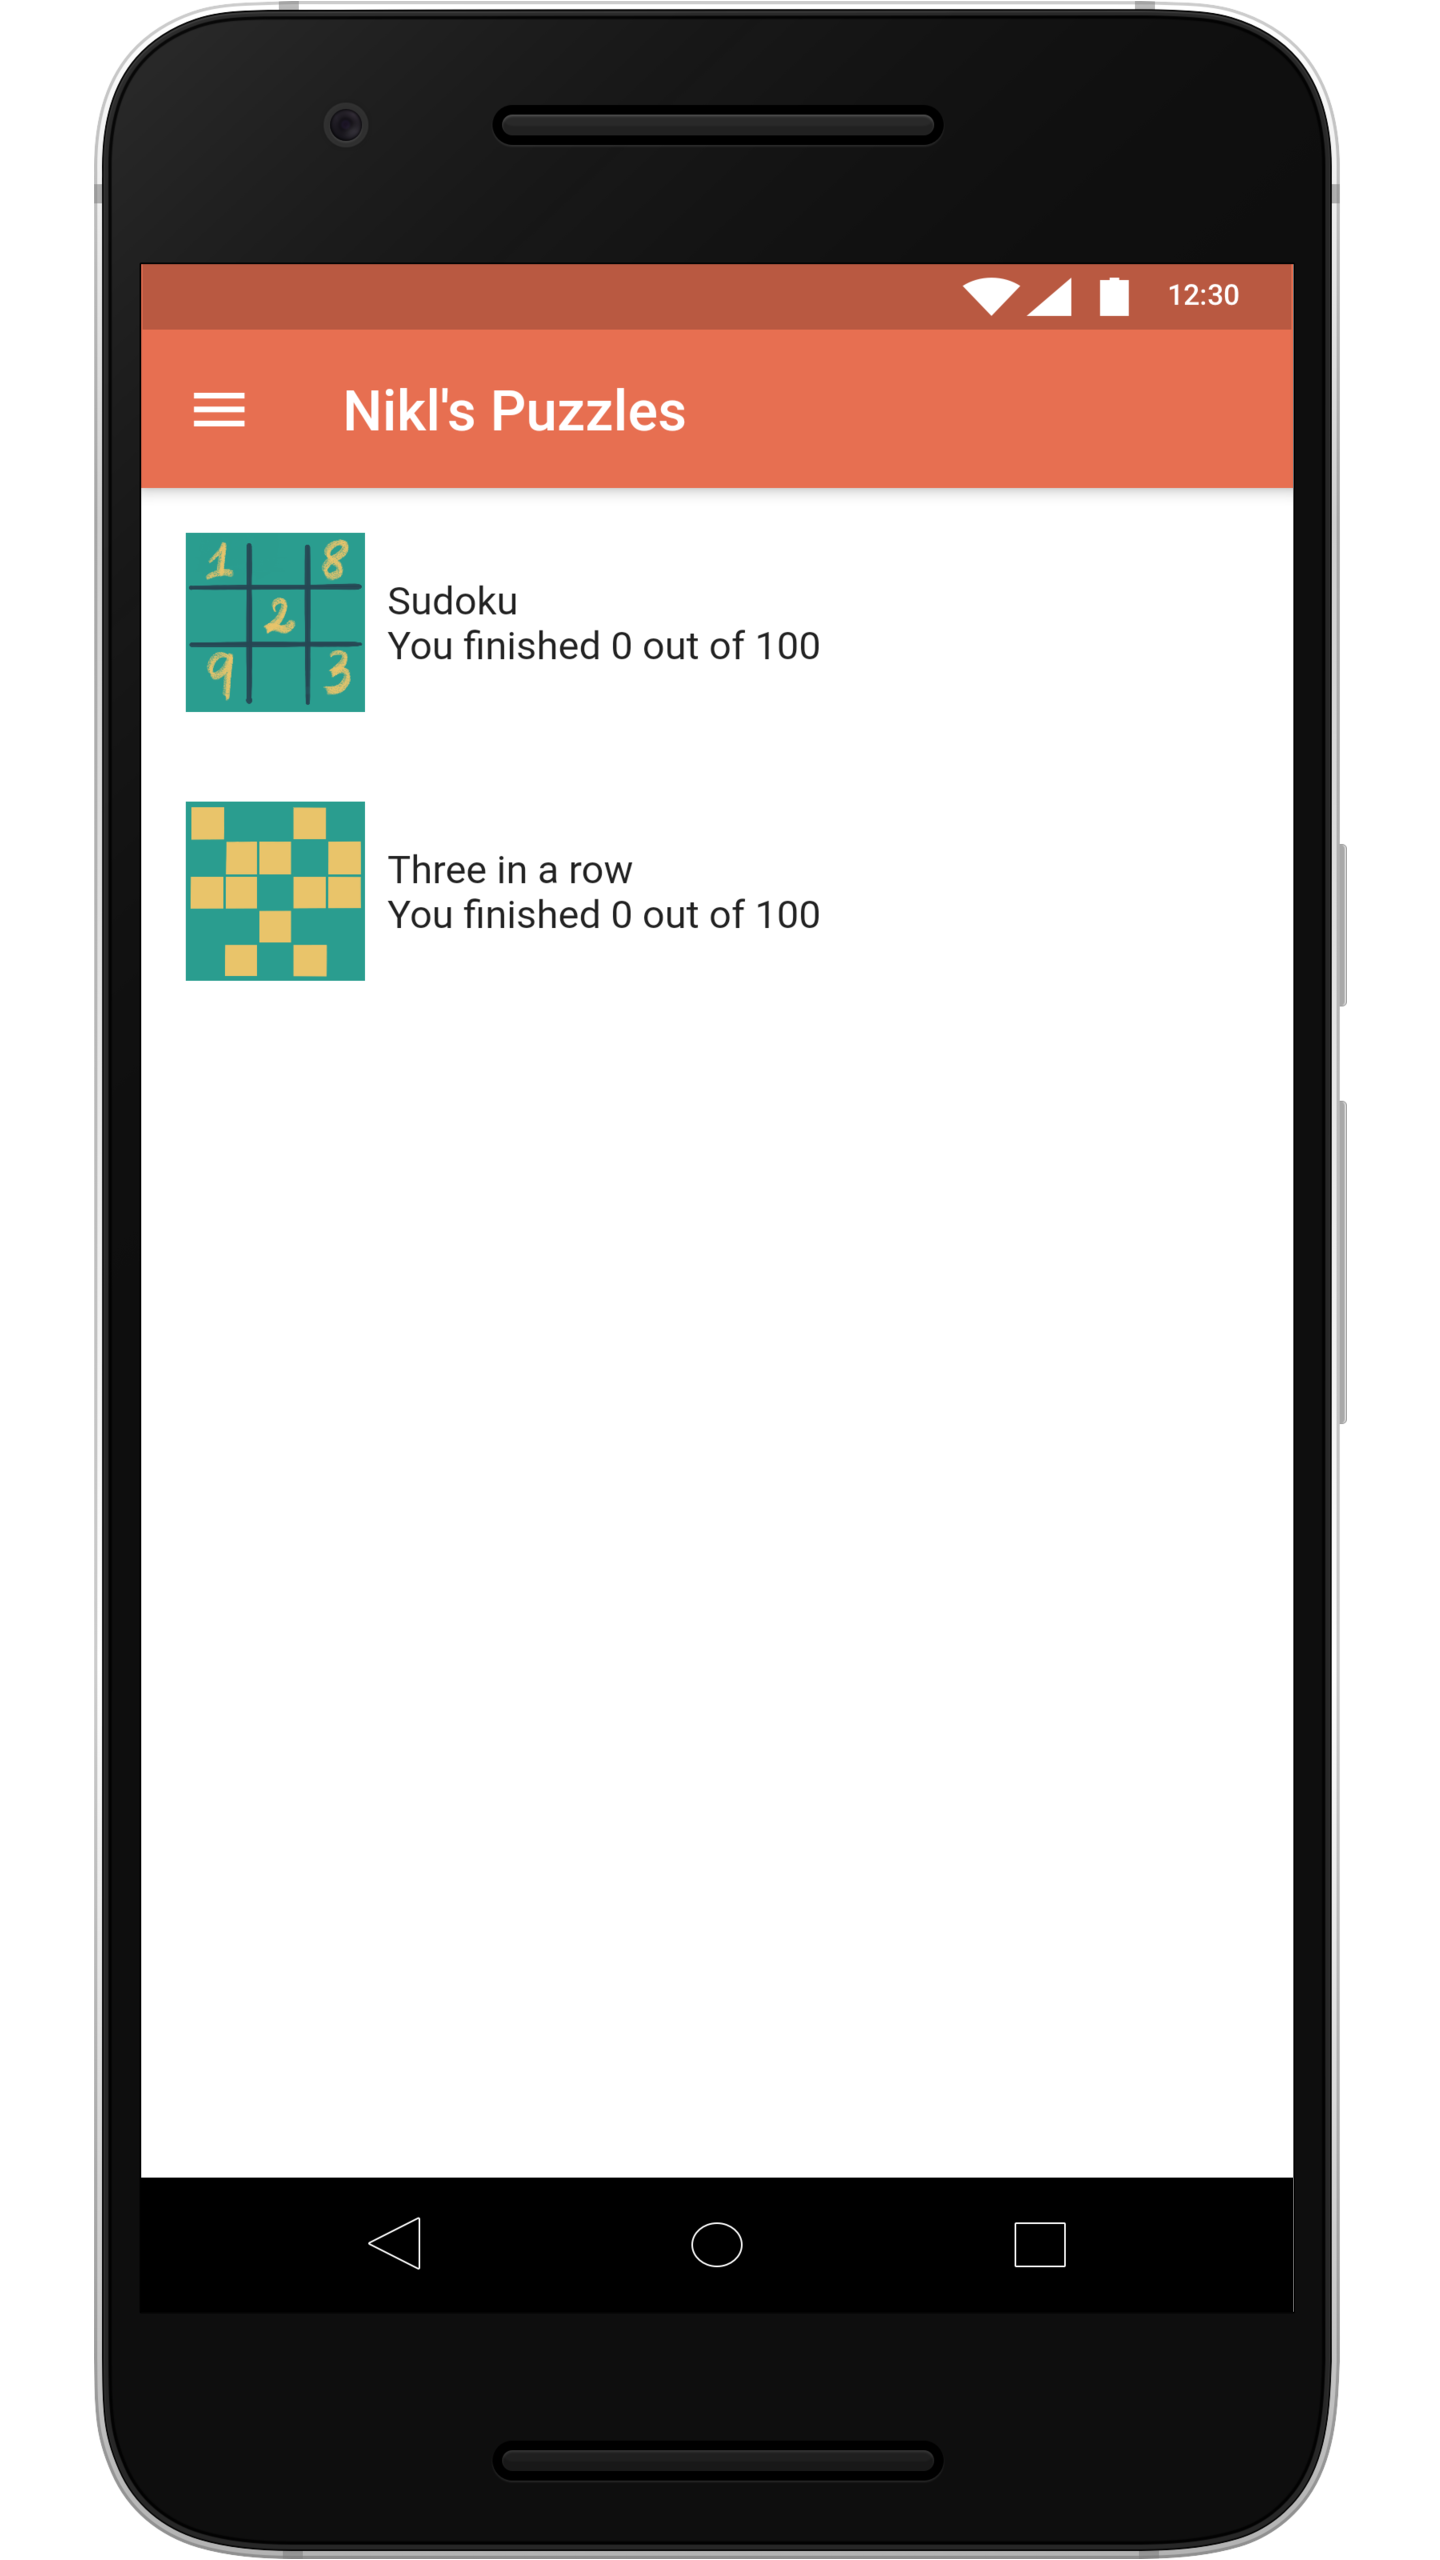 12:30
Nikl's Puzzles
1 8
2
9 3
Sudoku
You finished 0 out of 100
Three in a row
You finished 0 out of 100